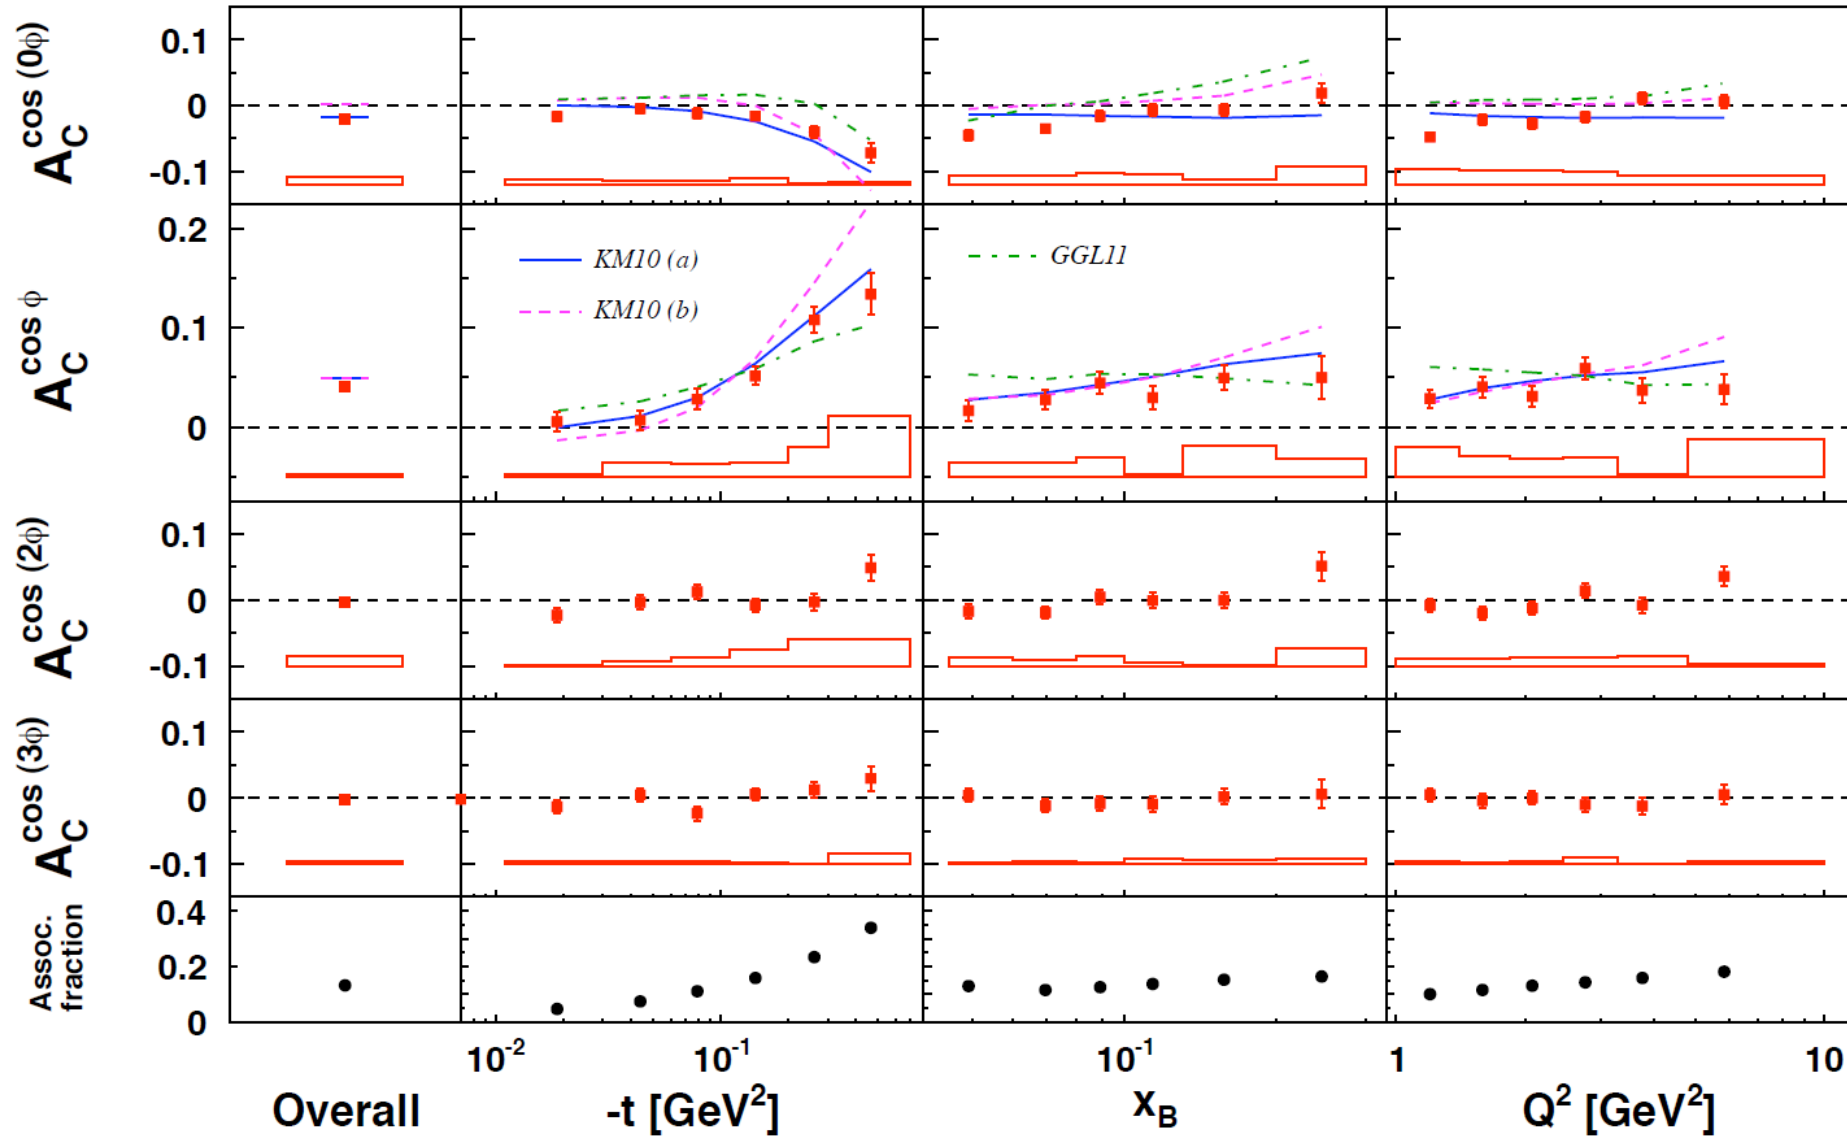 A_C^cos (0ϕ)
0.1
0
-0.1
A_C^cos ϕ
0.2
0.1
0
KM10 (a)
KM10 (b)
GGL11
A_C^cos (2ϕ)
0.1
0
-0.1
A_C^cos (3ϕ)
0.1
0
-0.1
Assoc.
fraction
0.4
0.2
0
10^-2 10^-1 10^-1 1 10
Overall -t [GeV^2] x_B Q^2 [GeV^2]